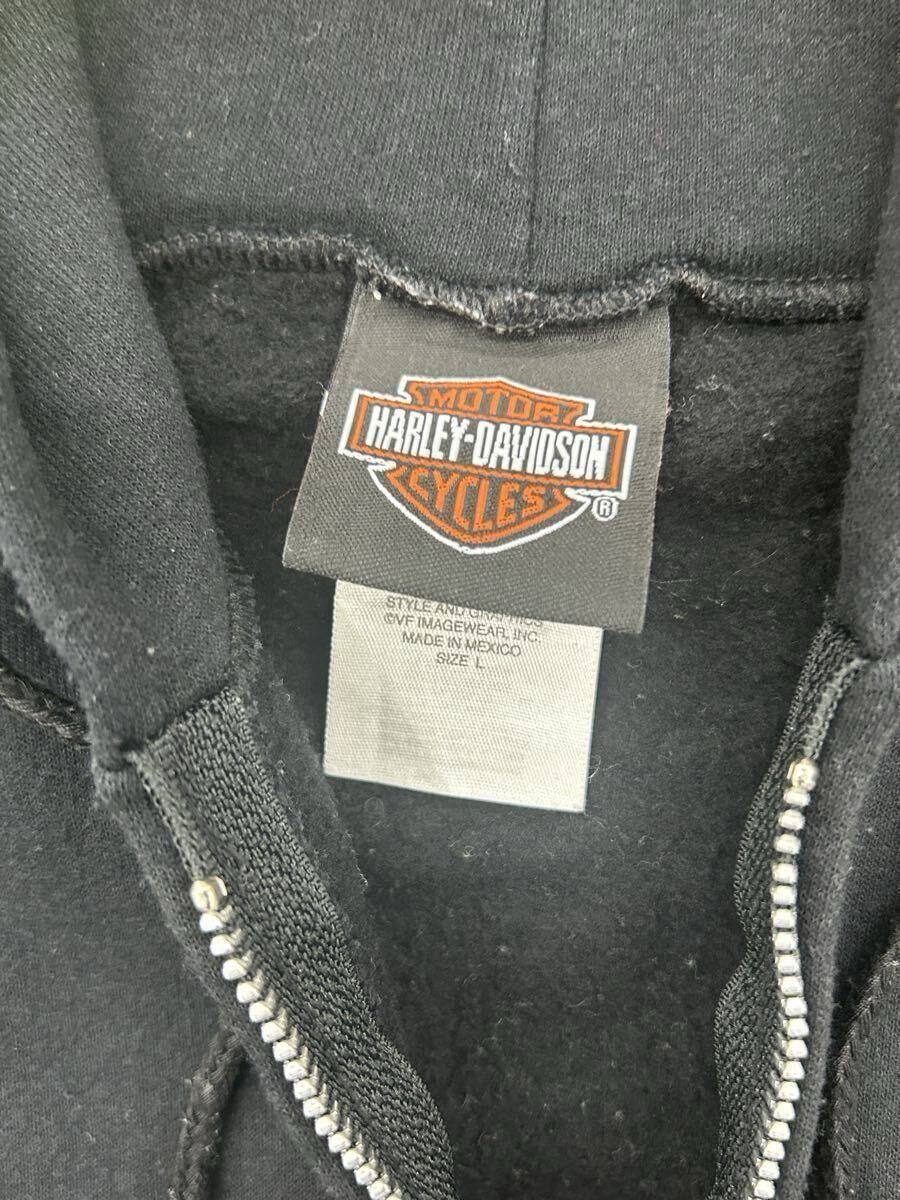 MOTOR
HARLEY-DAVIDSON
CYCLES
®
STYLE AND GRAPHICS
©VF IMAGEWEAR, INC.
MADE IN MEXICO
SIZE L